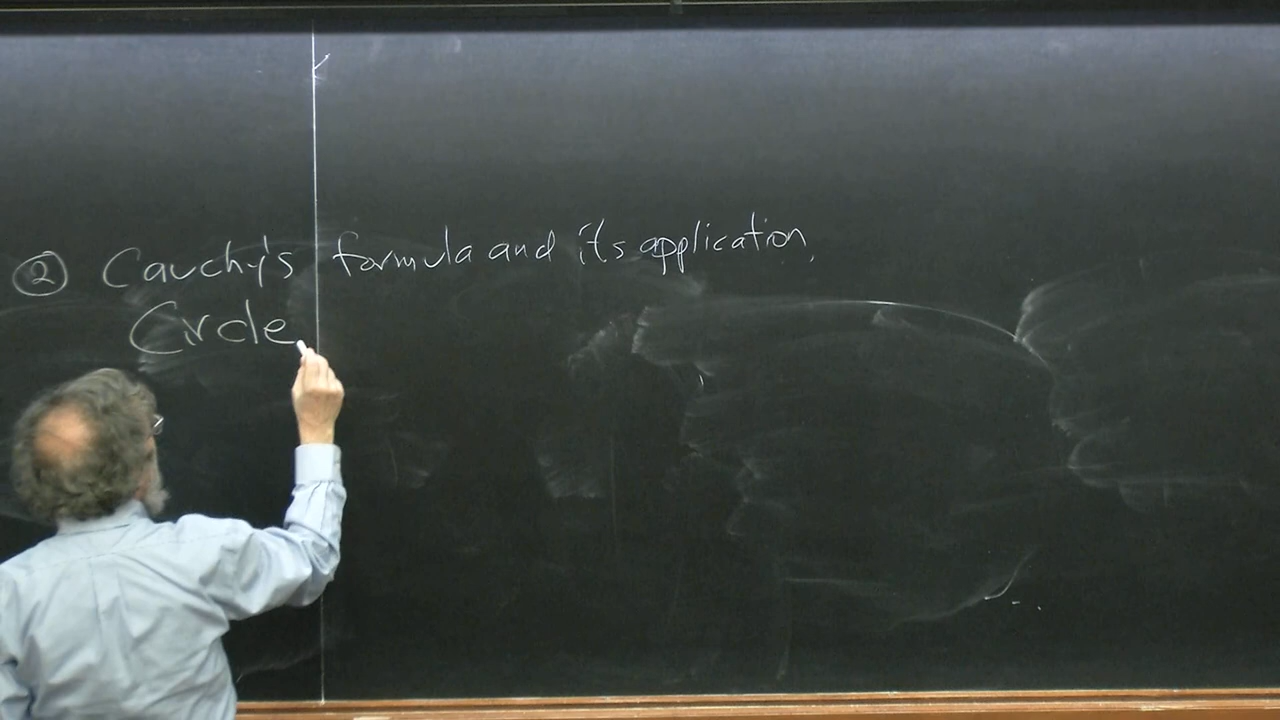 ② Cauchy's formula and its application,
Circle